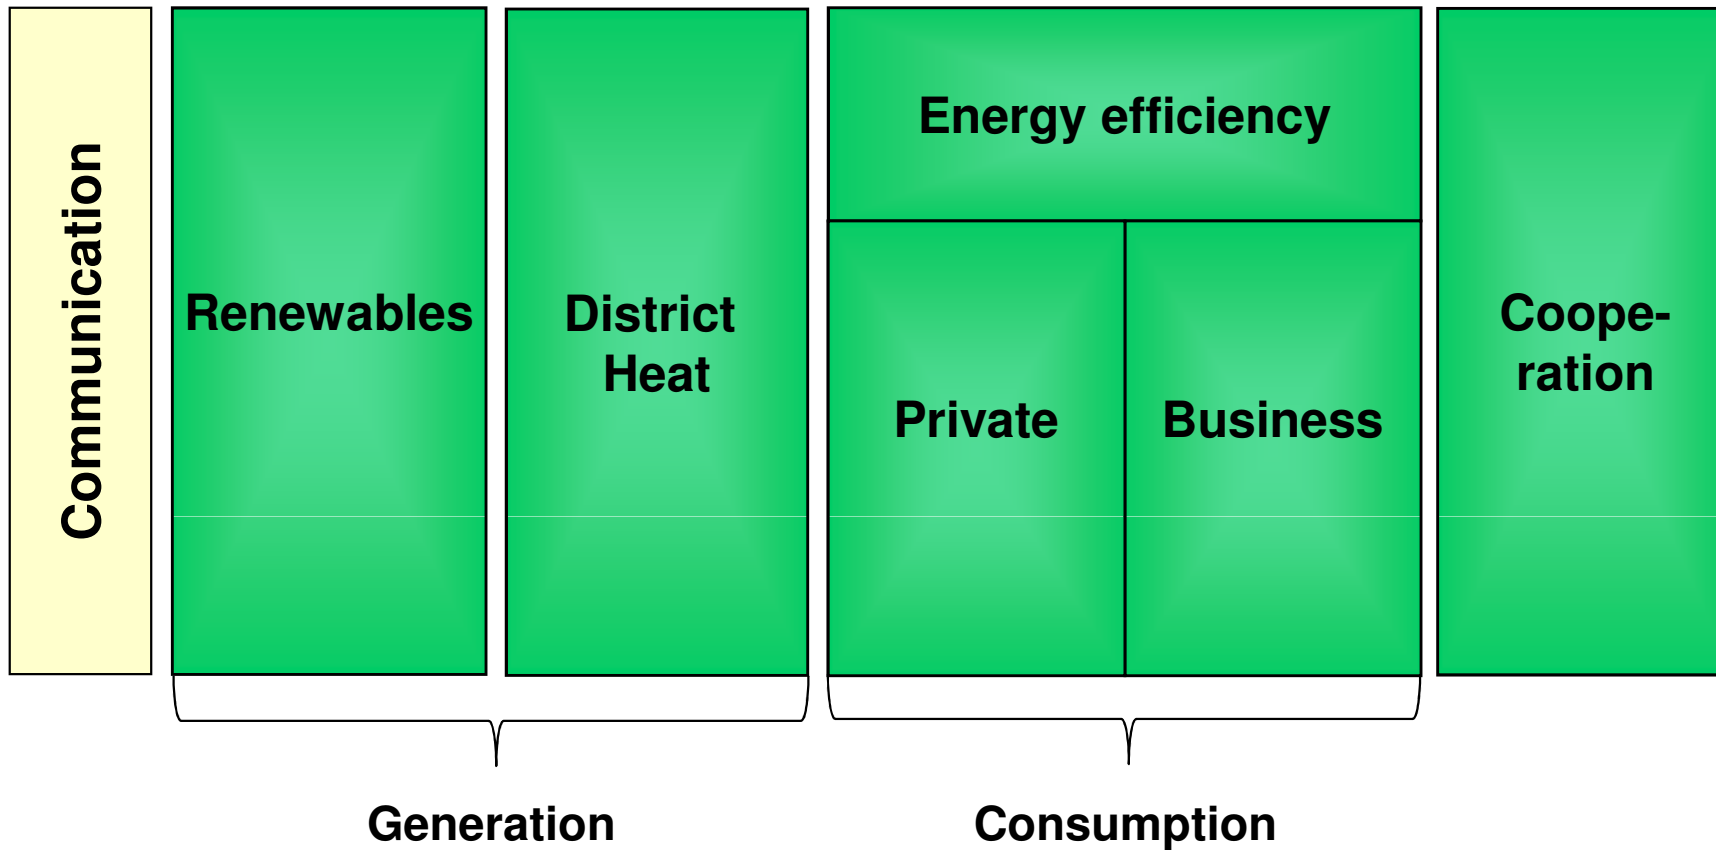 Communication
Renewables
District
Heat
Energy efficiency
Private
Business
Coope-
ration
Generation
Consumption